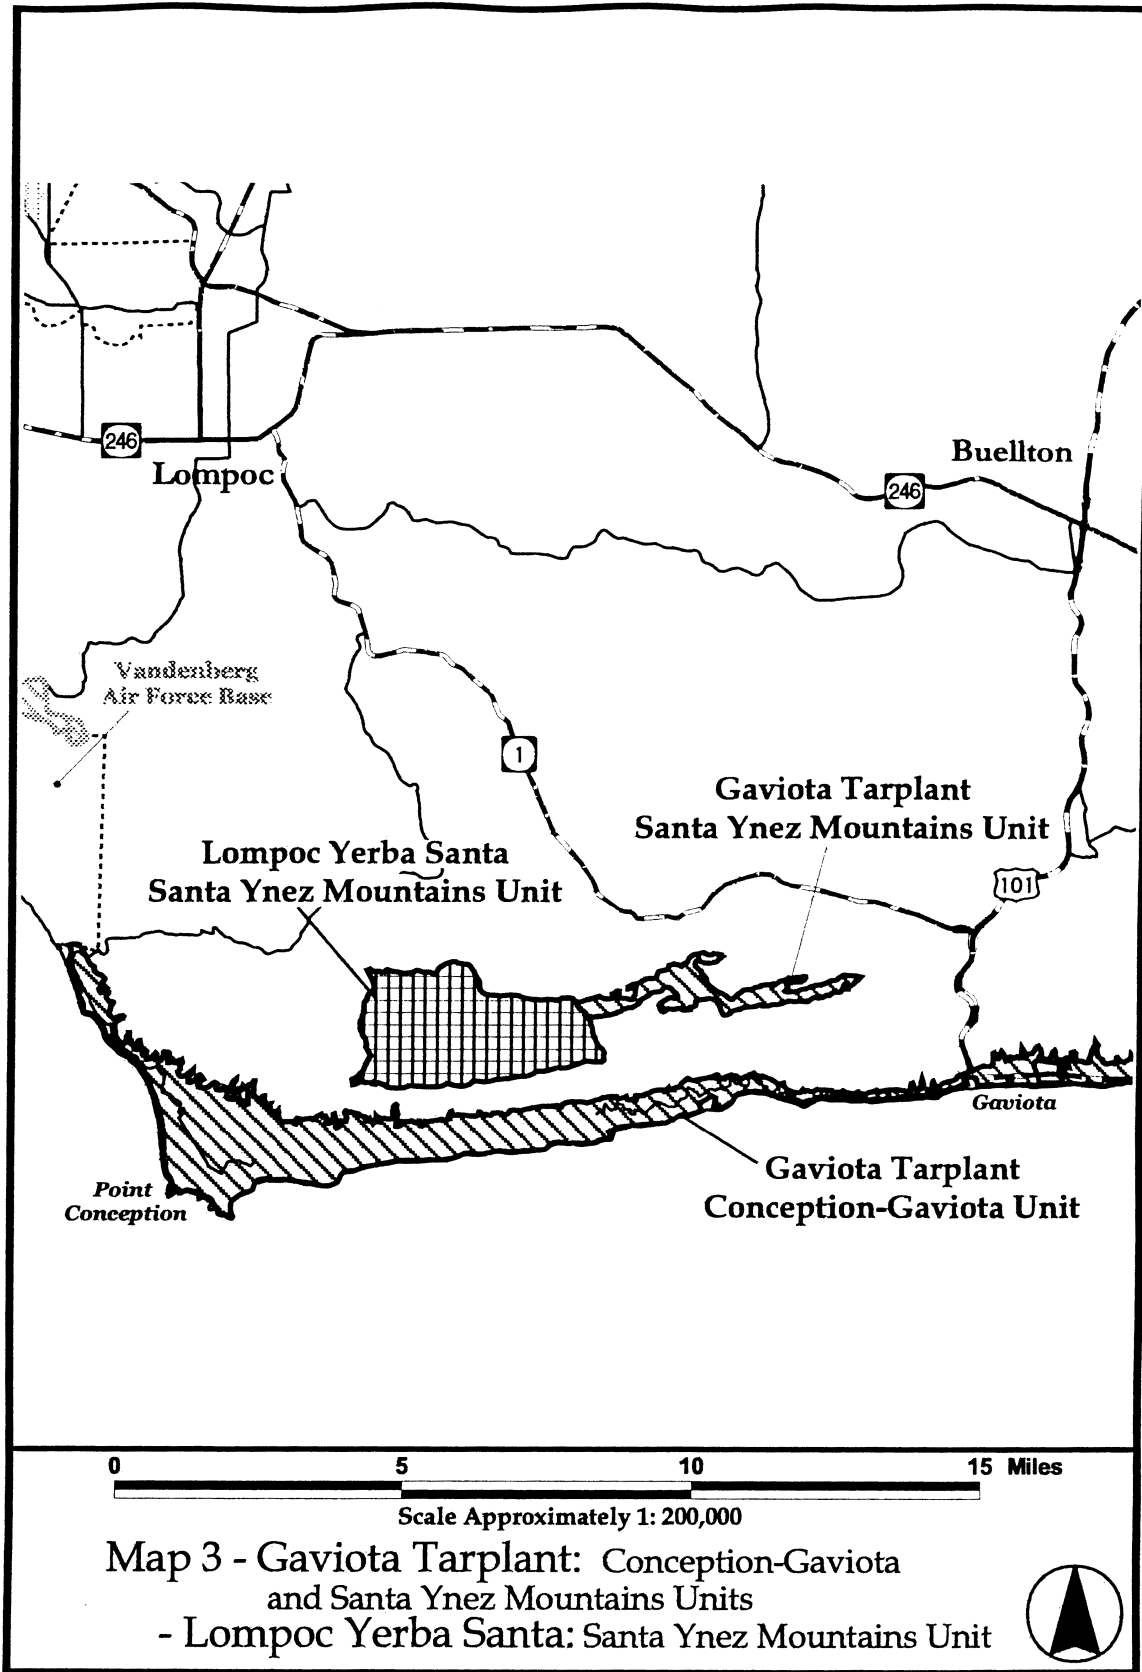 246
Lompoc
Buellton
246
Vandenberg
Air Force Base
1
Gaviota Tarplant
Santa Ynez Mountains Unit
Lompoc Yerba Santa
Santa Ynez Mountains Unit
101
Gaviota
Gaviota Tarplant
Conception-Gaviota Unit
Point
Conception
0 5 10 15 Miles
Scale Approximately 1: 200,000
Map 3 - Gaviota Tarplant: Conception-Gaviota
and Santa Ynez Mountains Units
- Lompoc Yerba Santa: Santa Ynez Mountains Unit